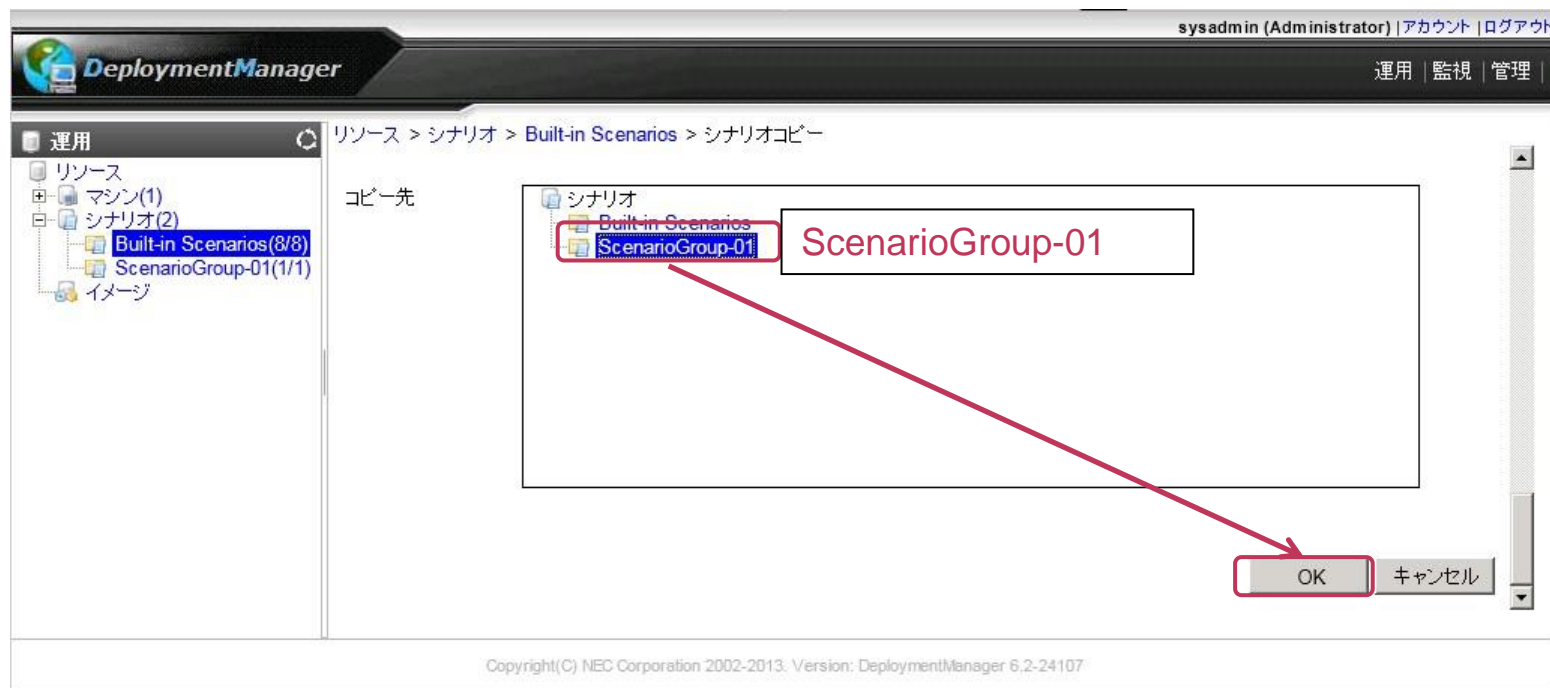 sysadmin (Administrator) | アカウント | ログアウト
DeploymentManager
運用 | 監視 | 管理 |
運用
リソース
マシン(1)
シナリオ(2)
Built-in Scenarios(8/8)
ScenarioGroup-01(1/1)
イメージ
リソース > シナリオ > Built-in Scenarios > シナリオコピー
コピー先
シナリオ
Built-in Scenarios
ScenarioGroup-01
ScenarioGroup-01
OK
キャンセル
Copyright(C) NEC Corporation 2002-2013. Version: DeploymentManager 6.2-24107